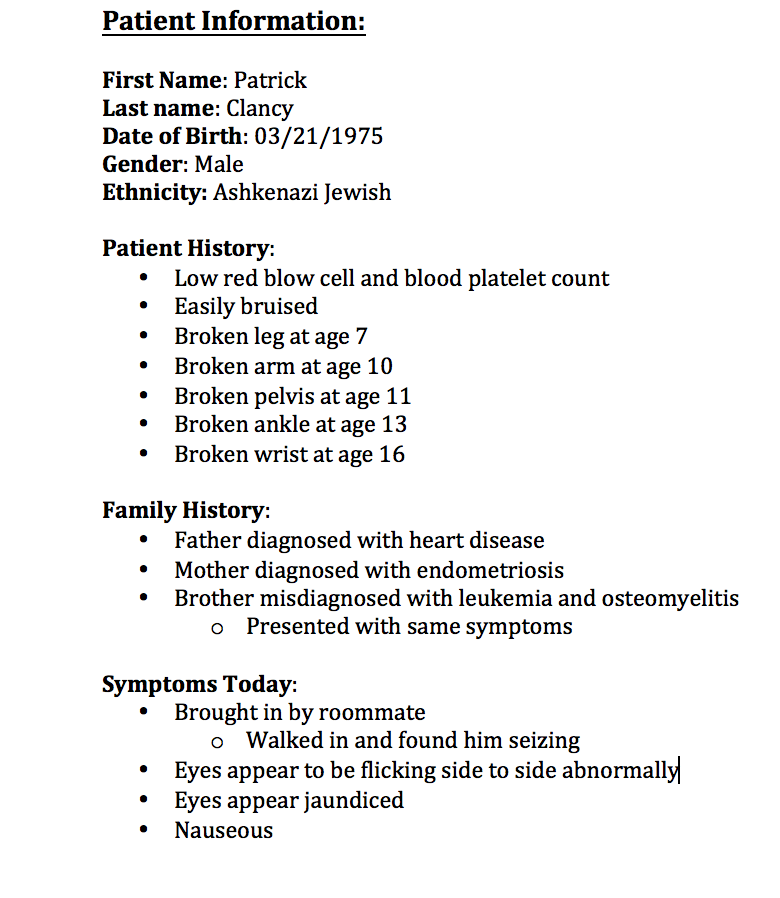 Patient Information:
First Name: Patrick
Last name: Clancy
Date of Birth: 03/21/1975
Gender: Male
Ethnicity: Ashkenazi Jewish
Patient History:
• Low red blow cell and blood platelet count
• Easily bruised
• Broken leg at age 7
• Broken arm at age 10
• Broken pelvis at age 11
• Broken ankle at age 13
• Broken wrist at age 16
Family History:
• Father diagnosed with heart disease
• Mother diagnosed with endometriosis
• Brother misdiagnosed with leukemia and osteomyelitis
o Presented with same symptoms
Symptoms Today:
• Brought in by roommate
o Walked in and found him seizing
• Eyes appear to be flicking side to side abnormally
• Eyes appear jaundiced
• Nauseous